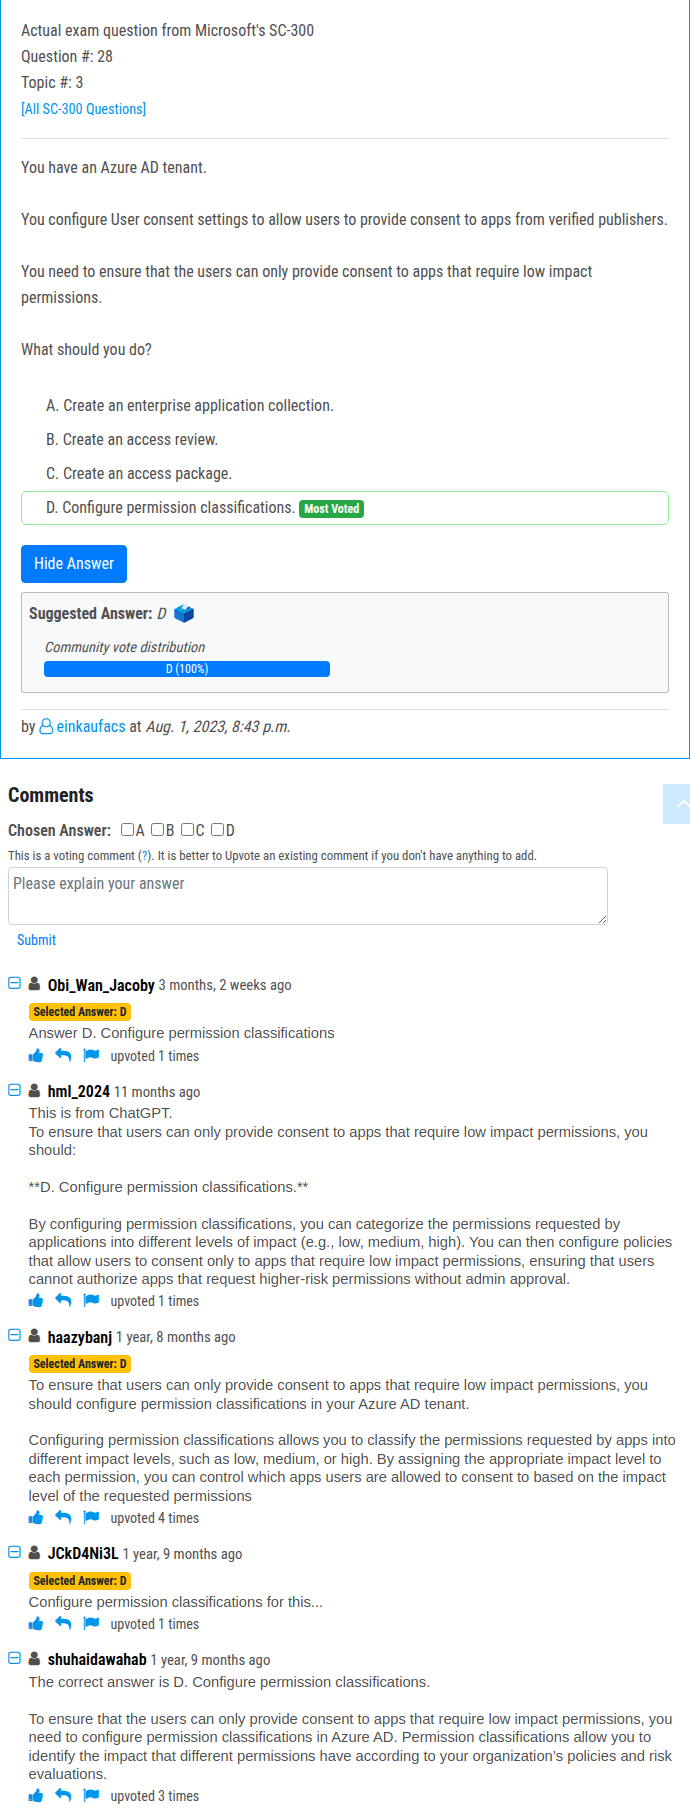 Actual exam question from Microsoft's SC-300
Question #: 28
Topic #: 3
[All SC-300 Questions]
You have an Azure AD tenant.
You configure User consent settings to allow users to provide consent to apps from verified publishers.
You need to ensure that the users can only provide consent to apps that require low impact
permissions.
What should you do?
A. Create an enterprise application collection.
B. Create an access review.
C. Create an access package.
D. Configure permission classifications. Most Voted
Hide Answer
Suggested Answer: D
Community vote distribution
D (100%)
by einkaufacs at Aug. 1, 2023, 8:43 p.m.
Comments
Chosen Answer: A B C D
This is a voting comment (?). It is better to Upvote an existing comment if you don't have anything to add.
Please explain your answer
Submit
Obi_Wan_Jacoby 3 months, 2 weeks ago
Selected Answer: D
Answer D. Configure permission classifications
upvoted 1 times
hml_2024 11 months ago
This is from ChatGPT.
To ensure that users can only provide consent to apps that require low impact permissions, you
should:
**D. Configure permission classifications.**
By configuring permission classifications, you can categorize the permissions requested by
applications into different levels of impact (e.g., low, medium, high). You can then configure policies
that allow users to consent only to apps that require low impact permissions, ensuring that users
cannot authorize apps that request higher-risk permissions without admin approval.
upvoted 1 times
haazybanj 1 year, 8 months ago
Selected Answer: D
To ensure that users can only provide consent to apps that require low impact permissions, you
should configure permission classifications in your Azure AD tenant.
Configuring permission classifications allows you to classify the permissions requested by apps into
different impact levels, such as low, medium, or high. By assigning the appropriate impact level to
each permission, you can control which apps users are allowed to consent to based on the impact
level of the requested permissions
upvoted 4 times
JCkD4Ni3L 1 year, 9 months ago
Selected Answer: D
Configure permission classifications for this...
upvoted 1 times
shuhaidawahab 1 year, 9 months ago
The correct answer is D. Configure permission classifications.
To ensure that the users can only provide consent to apps that require low impact permissions, you
need to configure permission classifications in Azure AD. Permission classifications allow you to
identify the impact that different permissions have according to your organization’s policies and risk
evaluations.
upvoted 3 times